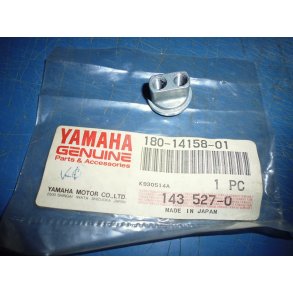 YAMAHA
GENUINE
Parts & Accessories
180-14158-01
K930514A
1 PC
YAMAHA MOTOR CO.,LTD.
143 527-0
MADE IN JAPAN